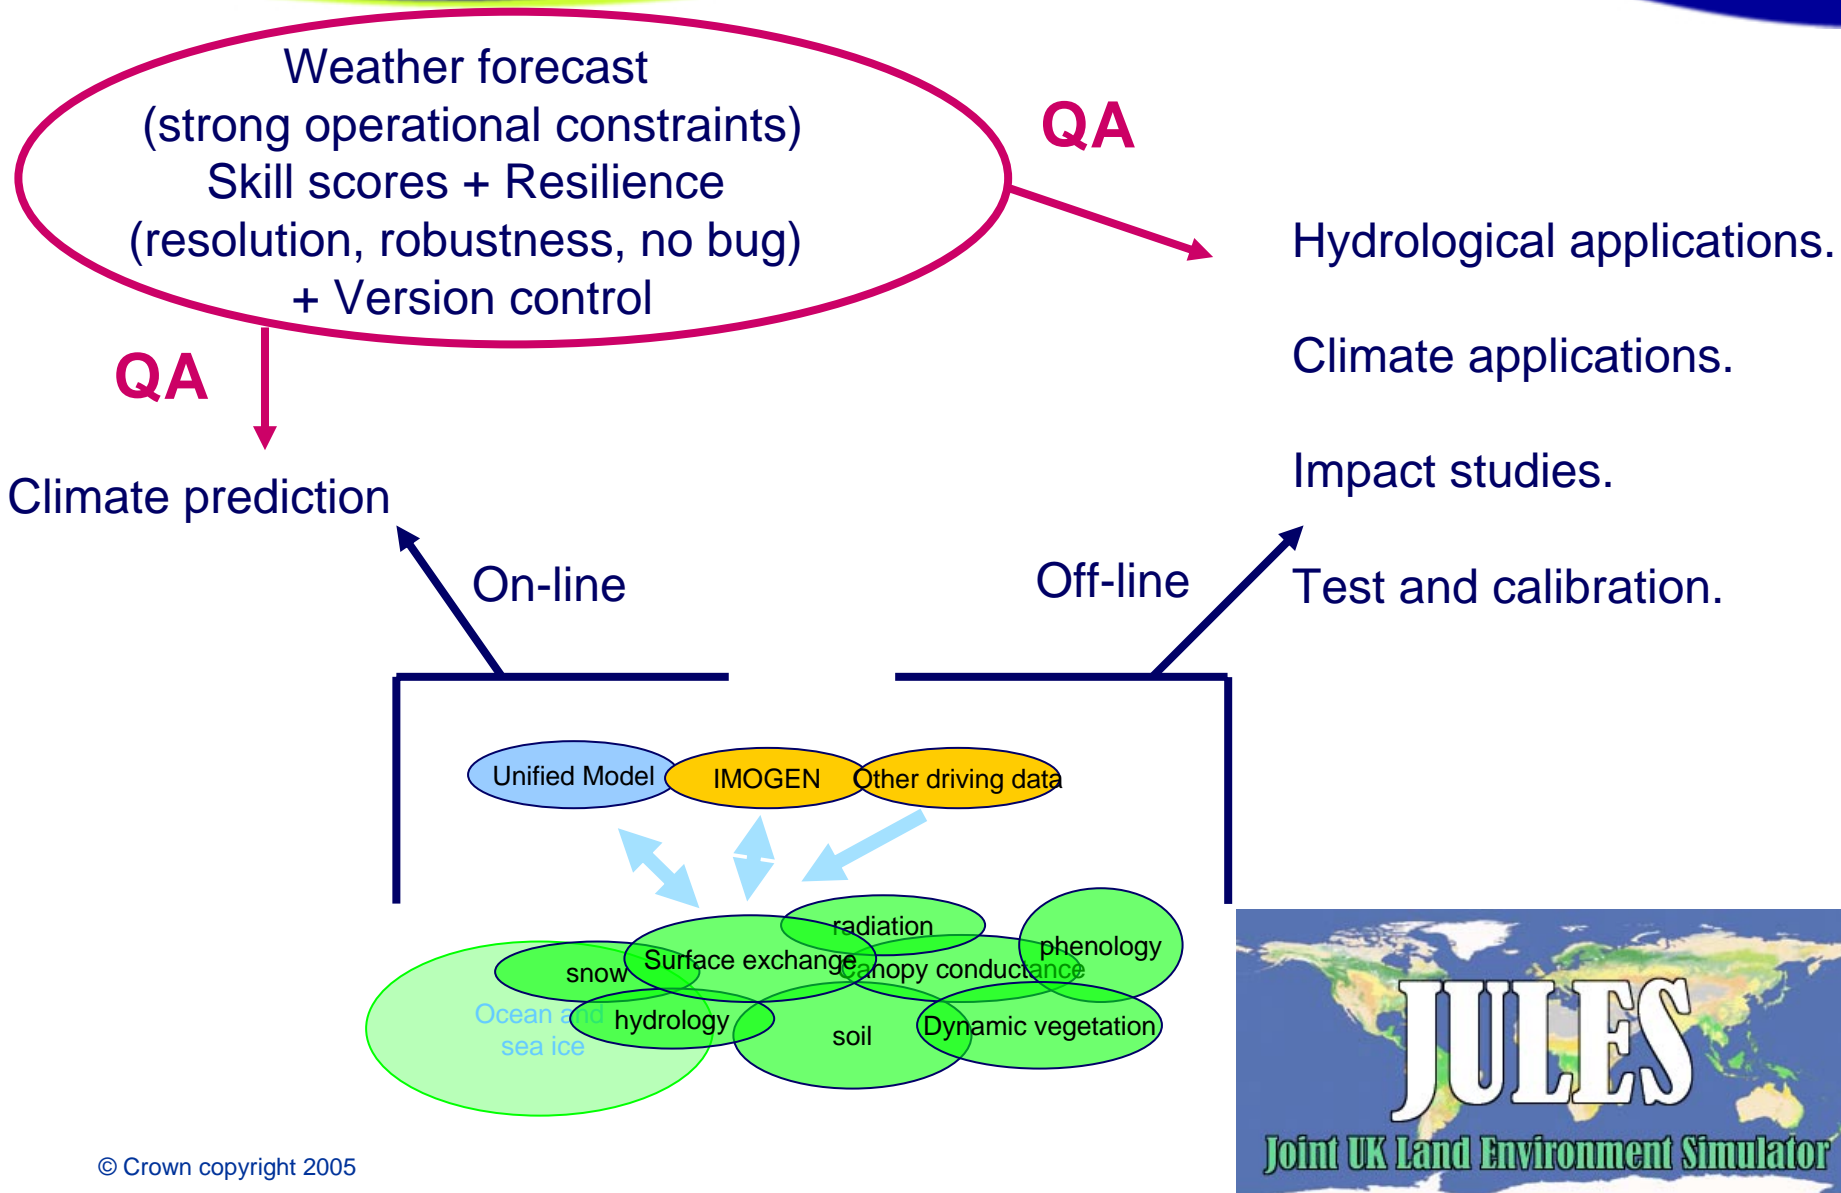 Weather forecast
(strong operational constraints)
Skill scores + Resilience
(resolution, robustness, no bug)
+ Version control
QA
QA
Hydrological applications.
Climate applications.
Impact studies.
Test and calibration.
Climate prediction
On-line
Off-line
Unified Model
IMOGEN
Other driving data
radiation
phenology
Surface exchange
Canopy conductance
snow
Ocean and
sea ice
hydrology
soil
Dynamic vegetation
JULES
Joint UK Land Environment Simulator
© Crown copyright 2005